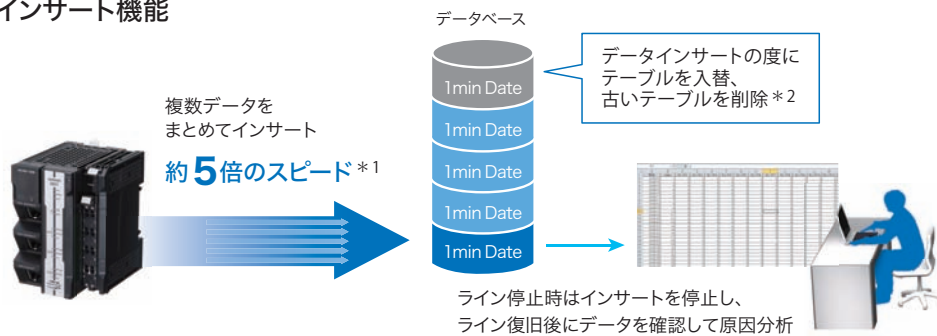 インサート機能
データベース
データインサートの度に
テーブルを入替、
古いテーブルを削除＊2
1min Date
複数データを
まとめてインサート
約5倍のスピード＊1
1min Date
1min Date
1min Date
1min Date
ライン停止時はインサートを停止し、
ライン復旧後にデータを確認して原因分析